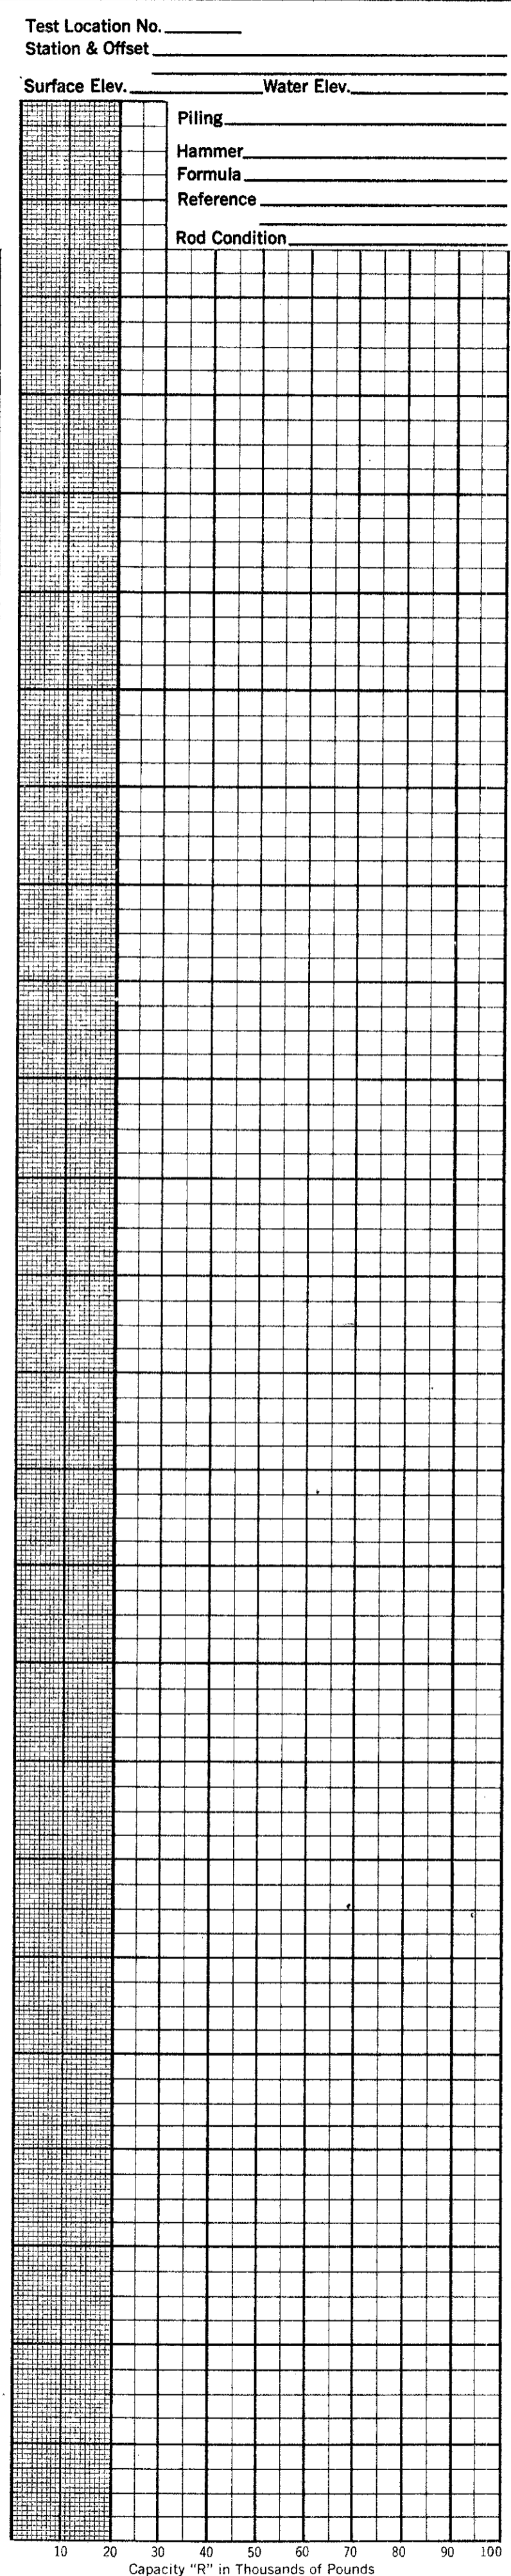 Test Location No.
Station & Offset
Surface Elev. Water Elev.
Piling
Hammer
Formula
Reference
Rod Condition
10 20 30 40 50 60 70 80 90 100
Capacity "R" in Thousands of Pounds